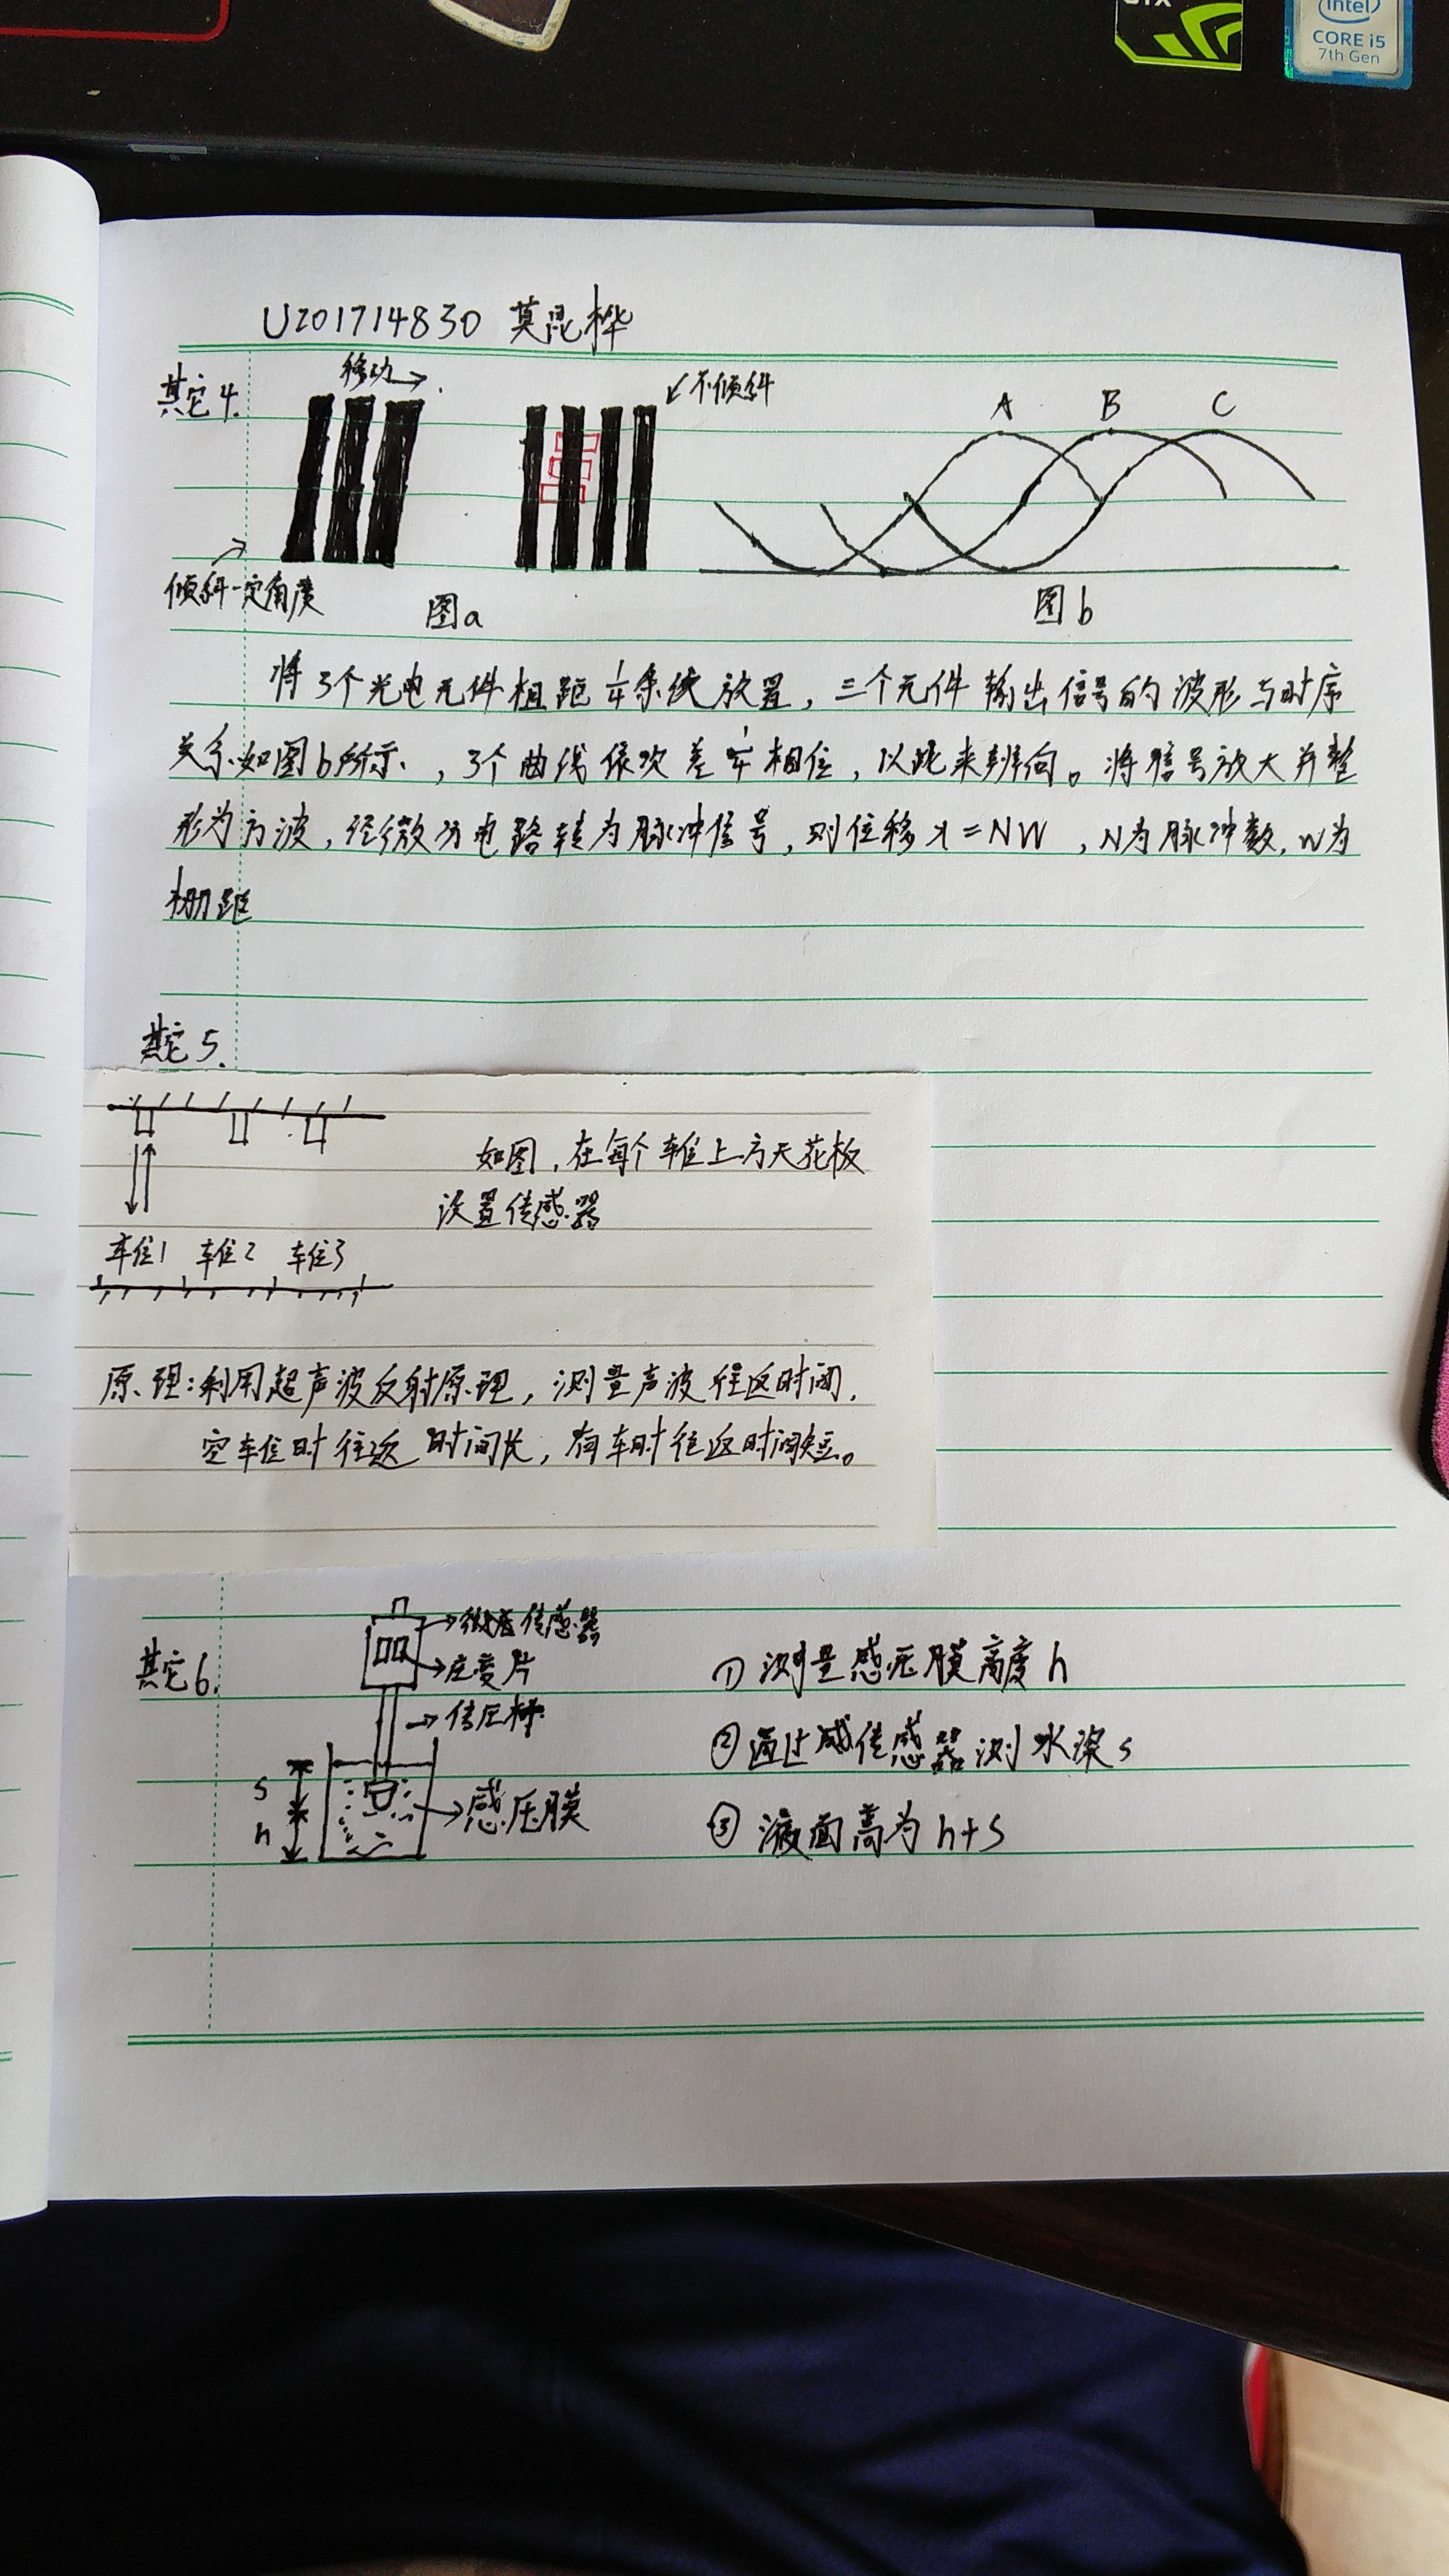 intel
CORE i5
7th Gen
U201714830 莫昆桦
其它4.
移动
不倾斜
A B C
倾斜一定角度
图a
图b
将3个光电元件相距1/4条纹放置,三个元件输出信号的波形与时序
关系如图b所示,3个曲线依次差1/4相位,以此来辨向。将信号放大并整
形为方波,经微分电路转为脉冲信号,则位移x=NW,N为脉冲数,W为
栅距
其它5.
如图,在每个车位上方天花板
设置传感器
车位1 车位2 车位3
原理:利用超声波反射原理,测量声波往返时间,
空车位时往返时间长,有车时往返时间短。
其它6.
传感器
应变片
传压杆
感压膜
s
h
①测量感压膜高度h
②通过传感器测水深s
③液面高为h+s